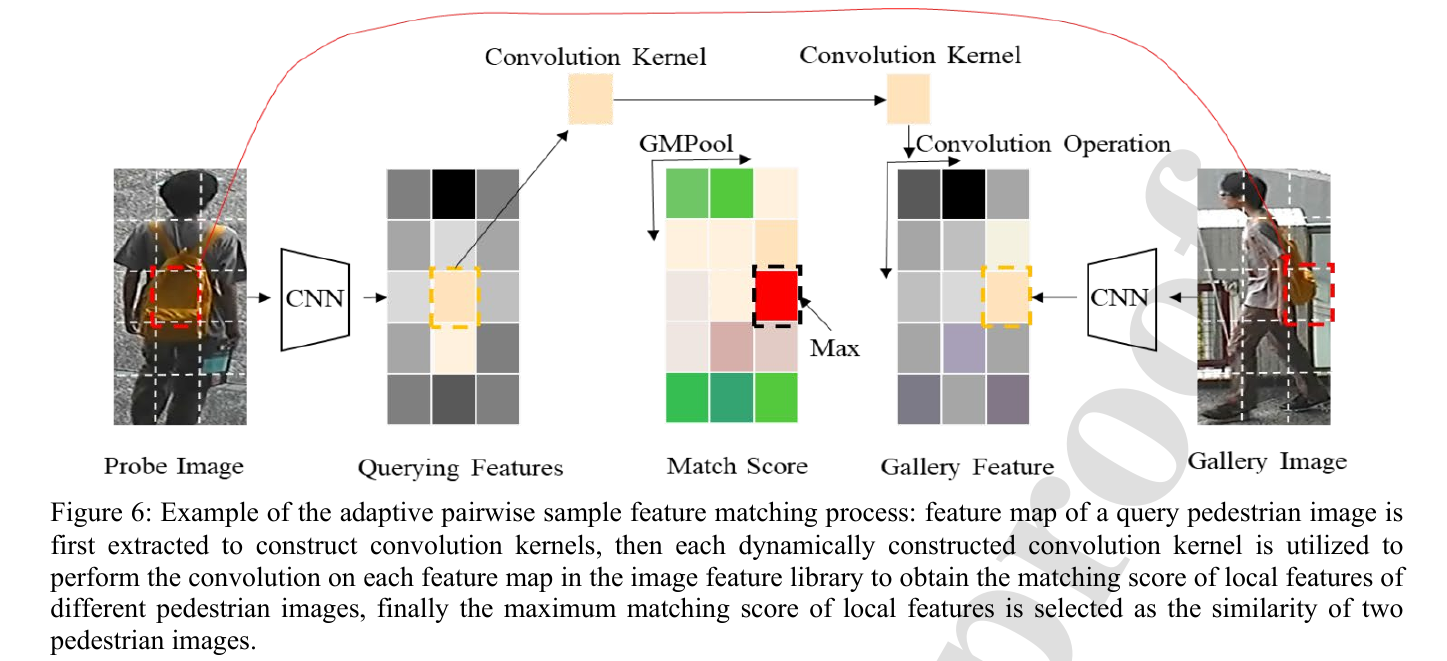 Convolution Kernel
Convolution Kernel
GMPool
Convolution Operation
CNN
CNN
Max
Probe Image
Querying Features
Match Score
Gallery Feature
Gallery Image
Figure 6: Example of the adaptive pairwise sample feature matching process: feature map of a query pedestrian image is
first extracted to construct convolution kernels, then each dynamically constructed convolution kernel is utilized to
perform the convolution on each feature map in the image feature library to obtain the matching score of local features of
different pedestrian images, finally the maximum matching score of local features is selected as the similarity of two
pedestrian images.
proof